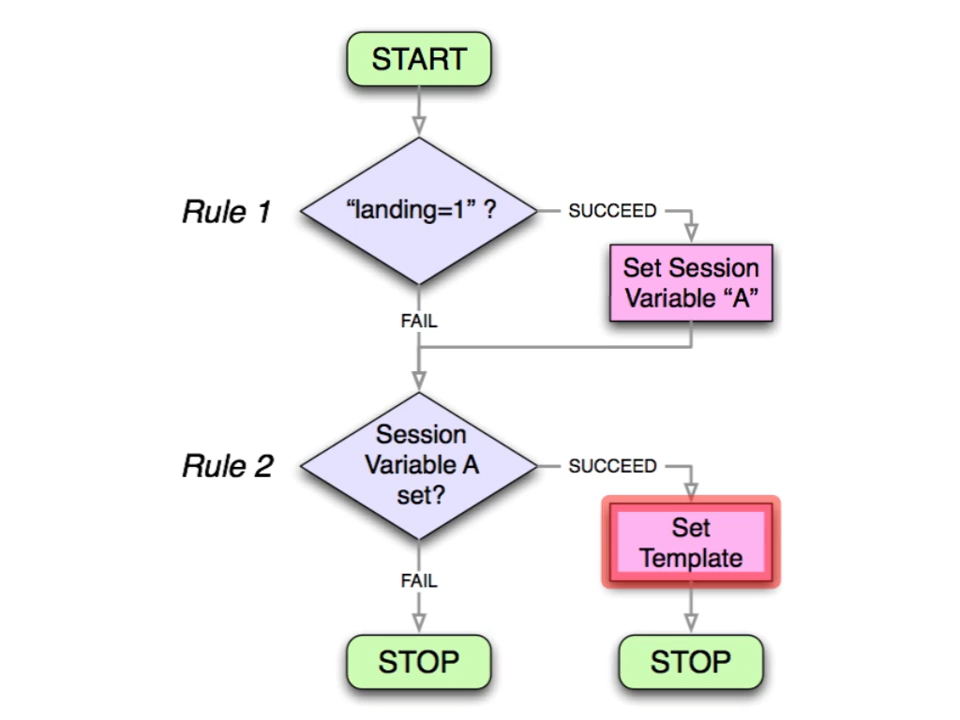 START
Rule 1
“landing=1” ?
SUCCEED
Set Session
Variable “A”
FAIL
Rule 2
Session
Variable A
set?
SUCCEED
Set
Template
FAIL
STOP
STOP